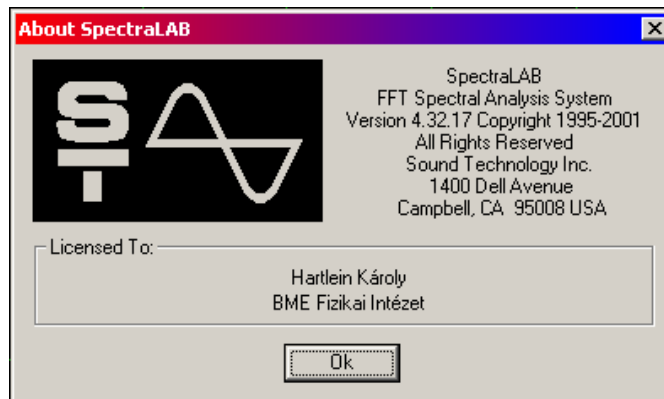 About SpectraLAB
ST
SpectraLAB
FFT Spectral Analysis System
Version 4.32.17 Copyright 1995-2001
All Rights Reserved
Sound Technology Inc.
1400 Dell Avenue
Campbell, CA  95008 USA
Licensed To:
Hartlein Károly
BME Fizikai Intézet
Ok